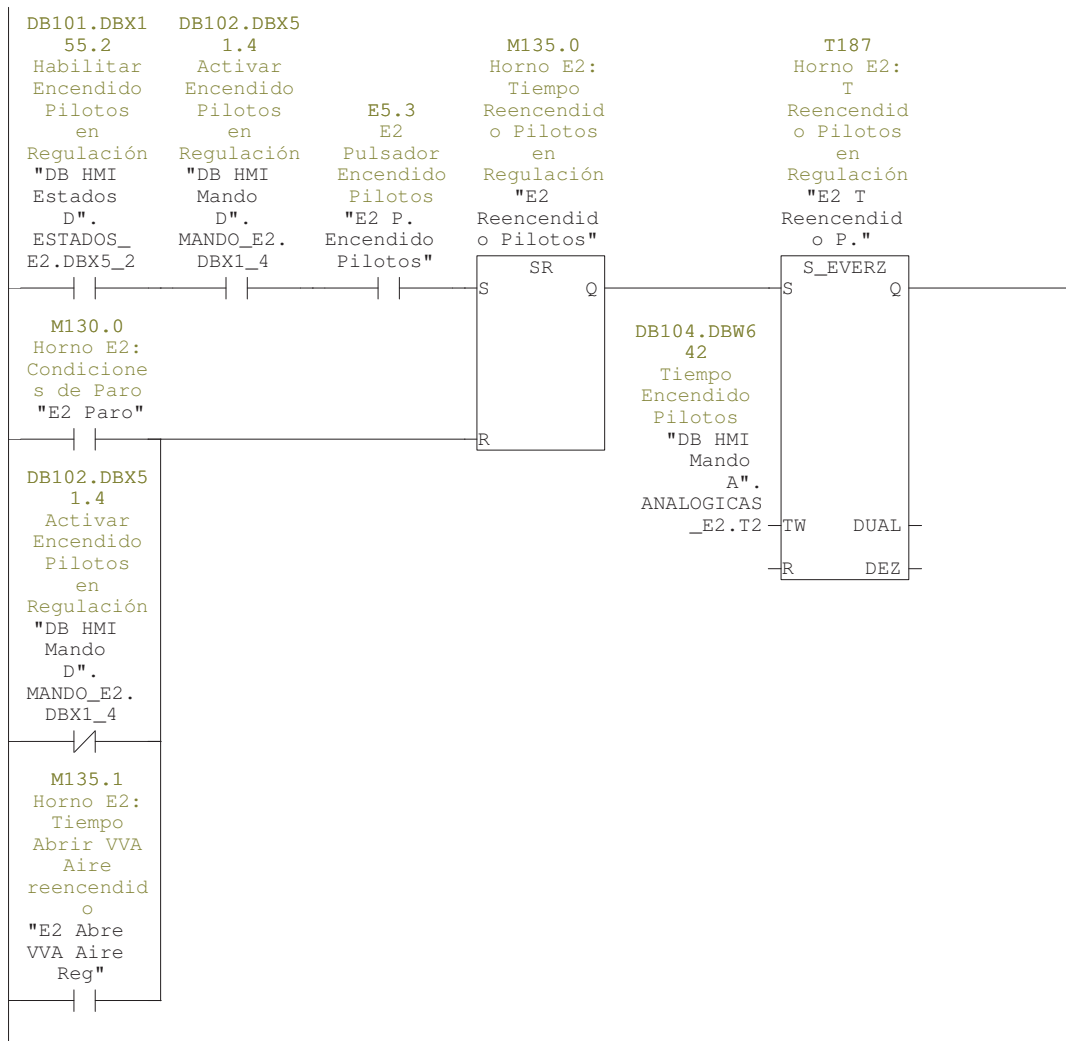 DB101.DBX1
55.2
Habilitar
Encendido
Pilotos
en
Regulación
"DB HMI
Estados
D".
ESTADOS_
E2.DBX5_2
DB102.DBX5
1.4
Activar
Encendido
Pilotos
en
Regulación
"DB HMI
Mando
D".
MANDO_E2.
DBX1_4
E5.3
E2
Pulsador
Encendido
Pilotos
"E2 P.
Encendido
Pilotos"
M135.0
Horno E2:
Tiempo
Reencendid
o Pilotos
en
Regulación
"E2
Reencendid
o Pilotos"
SR
S Q
R
T187
Horno E2:
T
Reencendid
o Pilotos
en
Regulación
"E2 T
Reencendid
o P."
S_EVERZ
S Q
TW DUAL
R DEZ
DB104.DBW6
42
Tiempo
Encendido
Pilotos
"DB HMI
Mando
A".
ANALOGICAS
_E2.T2
M130.0
Horno E2:
Condicione
s de Paro
"E2 Paro"
DB102.DBX5
1.4
Activar
Encendido
Pilotos
en
Regulación
"DB HMI
Mando
D".
MANDO_E2.
DBX1_4
M135.1
Horno E2:
Tiempo
Abrir VVA
Aire
reencendid
o
"E2 Abre
VVA Aire
Reg"